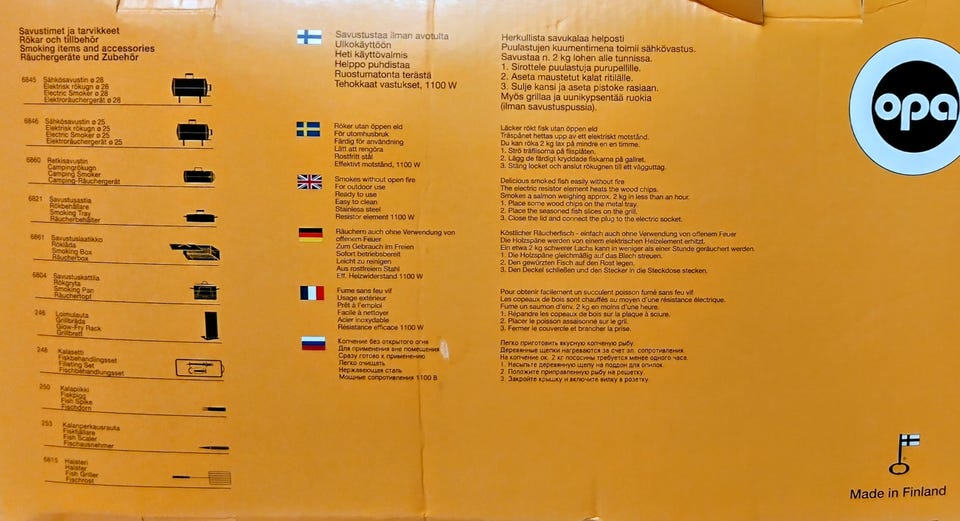 Savustimet ja tarvikkeet
Rökar och tillbehör
Smoking items and accessories
Räuchergeräte und Zubehör
6845 Sähkösavustin ø 28
Elektrisk rökugn ø 28
Electric Smoker ø 28
Elektroräuchergerät ø 28
6846 Sähkösavustin ø 25
Elektrisk rökugn ø 25
Electric Smoker ø 25
Elektroräuchergerät ø 25
6860 Retkisavustin
Campingrökugn
Camping Smoker
Camping-Räuchergerät
6821 Savustusastia
Rökbehållare
Smoking Tray
Räucherbehälter
6861 Savustuslaatikko
Röklåda
Smoking Box
Räucherbox
6804 Savustuskattila
Rökgryta
Smoking Pan
Räuchertopf
246 Loimulauta
Grillbräda
Glow-Fry Rack
Grillbrett
248 Kalasetti
Fiskbehandlingsset
Filleting Set
Fischbehandlungsset
250 Kalapiikki
Fiskpigg
Fish Spike
Fischdorn
253 Kalanperkausrauta
Fiskfjällare
Fish Scaler
Fischausnehmer
6815 Halsteri
Halster
Fish Griller
Fischrost
Savustustaa ilman avotulta
Ulkokäyttöön
Heti käyttövalmis
Helppo puhdistaa
Ruostumatonta terästä
Tehokkaat vastukset, 1100 W
Röker utan öppen eld
För utomhusbruk
Färdig för användning
Lätt att rengöra
Rostfritt stål
Effektivt motstånd, 1100 W
Smokes without open fire
For outdoor use
Ready to use
Easy to clean
Stainless steel
Resistor element 1100 W
Räuchern auch ohne Verwendung von
offenem Feuer
Zum Gebrauch im Freien
Sofort betriebsbereit
Leicht zu reinigen
Aus rostfreiem Stahl
Eff. Heizwiderstand 1100 W
Fume sans feu vif
Usage extérieur
Prêt à l'emploi
Facile à nettoyer
Acier inoxydable
Résistance efficace 1100 W
Копчение без открытого огня
Для применения вне помещения
Сразу готово к применению
Легко очищать
Нержавеющая сталь
Мощные сопротивления 1100 В
Herkullista savukalaa helposti
Puulastujen kuumentimena toimii sähkövastus.
Savustaa n. 2 kg lohen alle tunnissa.
1. Sirottele puulastuja purupellille.
2. Aseta maustetut kalat ritilälle.
3. Sulje kansi ja aseta pistoke rasiaan.
Myös grillaa ja uunikypsentää ruokia
(ilman savustuspussia).
Läcker rökt fisk utan öppen eld
Träspånet hettas upp av ett elektriskt motstånd.
Du kan röka 2 kg lax på mindre en en timme.
1. Strö träflisorna på flisplåten.
2. Lägg de färdigt kryddade fiskarna på gallret.
3. Stäng locket och anslut rökugnen till ett vägguttag.
Delicious smoked fish easily without fire
The electric resistor element heats the wood chips.
Smokes a salmon weighing approx. 2 kg in less than an hour.
1. Place some wood chips on the metal tray.
2. Place the seasoned fish slices on the grill.
3. Close the lid and connect the plug to the electric socket.
Köstlicher Räucherfisch - einfach auch ohne Verwendung von offenem Feuer
Die Holzspäne werden von einem elektrischen Heizelement erhitzt.
Ein etwa 2 kg schwerer Lachs kann in weniger als einer Stunde geräuchert werden.
1. Die Holzspäne gleichmäßig auf das Blech streuen.
2. Den gewürzten Fisch auf den Rost legen.
3. Den Deckel schließen und den Stecker in die Steckdose stecken.
Pour obtenir facilement un succulent poisson fumé sans feu vif
Les copeaux de bois sont chauffés au moyen d'une résistance électrique.
Fume un saumon d'env. 2 kg en moins d'une heure.
1. Répandre les copeaux de bois sur la plaque à sciure.
2. Placer le poisson assaisonné sur le gril.
3. Fermer le couvercle et brancher la prise.
Легко приготовить вкусную копченую рыбу.
Деревянные щепки нагреваются за счет эл. сопротивления.
На копчение ок. 2 кг лососины требуется менее одного часа.
1. Насыпьте деревянную щепу на поддон для опилок.
2. Положите приправленную рыбу на решетку.
3. Закройте крышку и включите вилку в розетку.
opa
Made in Finland